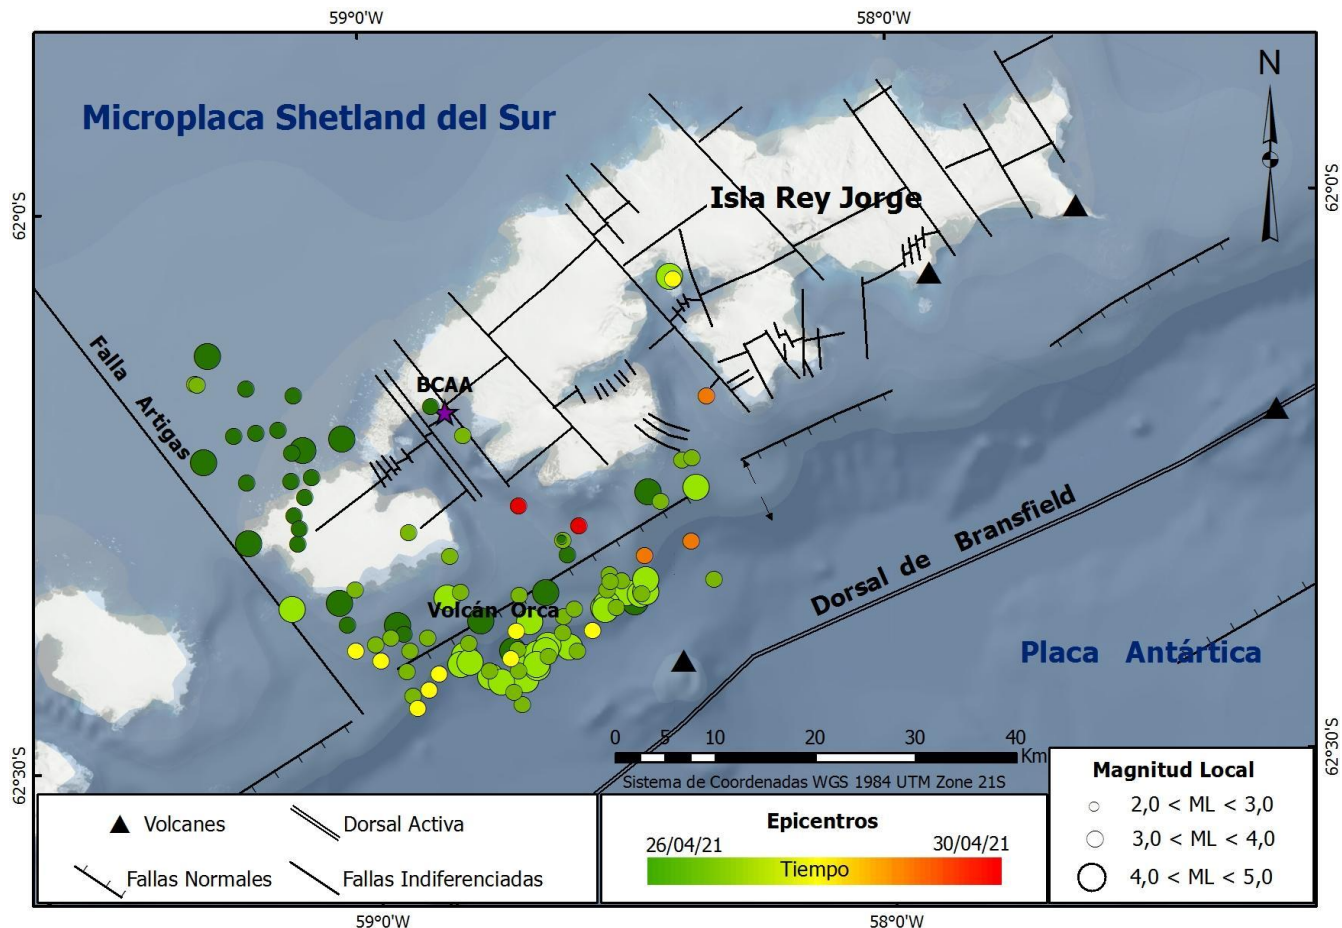 59°0'W
58°0'W
N
Microplaca Shetland del Sur
Isla Rey Jorge
62°0'S
62°0'S
Falla Artigas
BCAA
Volcán Orca
Dorsal de Bransfield
Placa Antártica
0 5 10 20 30 40
Km
Sistema de Coordenadas WGS 1984 UTM Zone 21S
62°30'S
62°30'S
Volcanes
Dorsal Activa
Fallas Normales
Fallas Indiferenciadas
Epicentros
26/04/21
30/04/21
Tiempo
Magnitud Local
2,0 < ML < 3,0
3,0 < ML < 4,0
4,0 < ML < 5,0
59°0'W
58°0'W